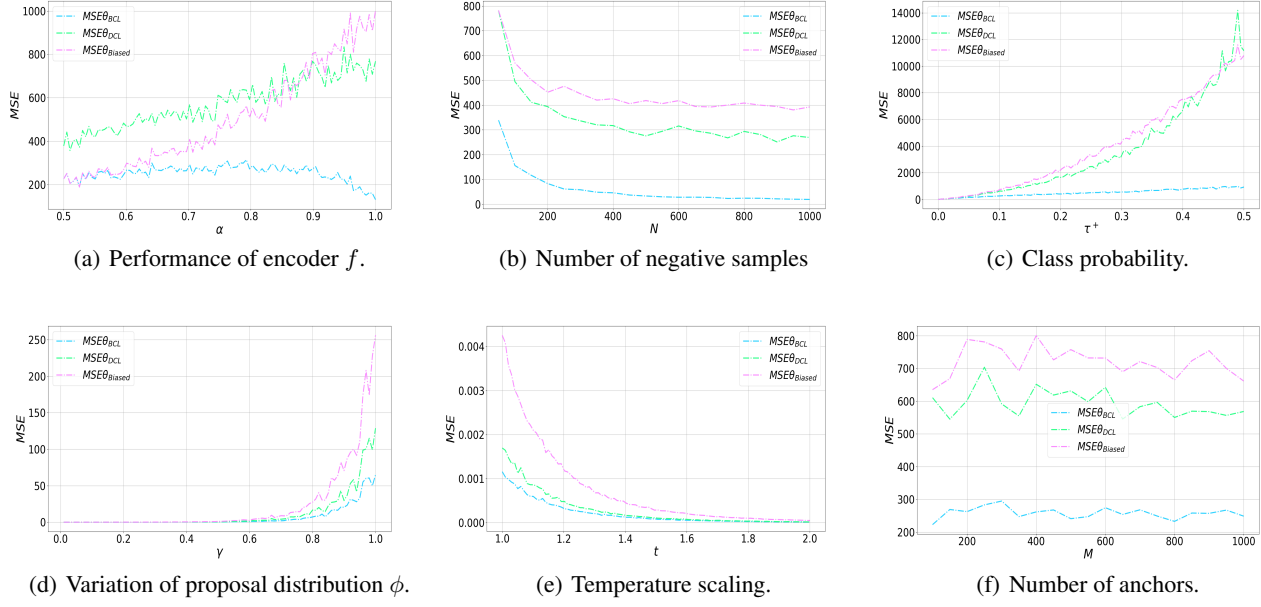 1000
800
600
400
200
MSE
MSEθBCL
MSEθDCL
MSEθBiased
0.5 0.6 0.7 0.8 0.9 1.0
α
(a) Performance of encoder f.
800
700
600
500
400
300
200
100
0
MSE
MSEθBCL
MSEθDCL
MSEθBiased
200 400 600 800 1000
N
(b) Number of negative samples
14000
12000
10000
8000
6000
4000
2000
0
MSE
MSEθBCL
MSEθDCL
MSEθBiased
0.0 0.1 0.2 0.3 0.4 0.5
τ+
(c) Class probability.
250
200
150
100
50
0
MSE
MSEθBCL
MSEθDCL
MSEθBiased
0.0 0.2 0.4 0.6 0.8 1.0
γ
(d) Variation of proposal distribution ϕ.
0.004
0.003
0.002
0.001
0.000
MSE
MSEθBCL
MSEθDCL
MSEθBiased
1.0 1.2 1.4 1.6 1.8 2.0
t
(e) Temperature scaling.
800
700
600
500
400
300
200
MSE
MSEθBCL
MSEθDCL
MSEθBiased
200 400 600 800 1000
M
(f) Number of anchors.